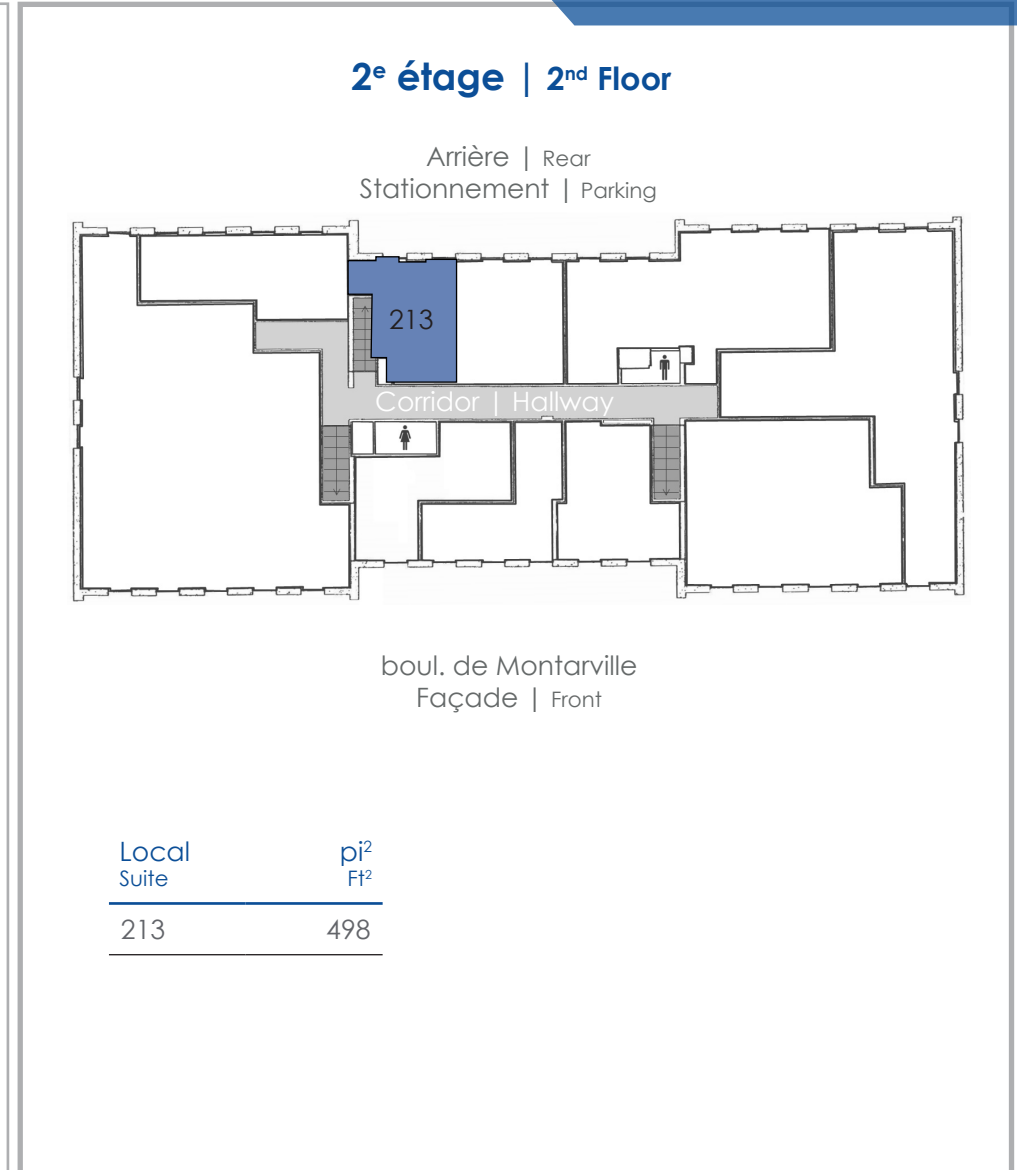 2e étage | 2nd Floor
Arrière | Rear
Stationnement | Parking
213
Corridor | Hallway
boul. de Montarville
Façade | Front
Local pi²
Suite Ft²
213 498